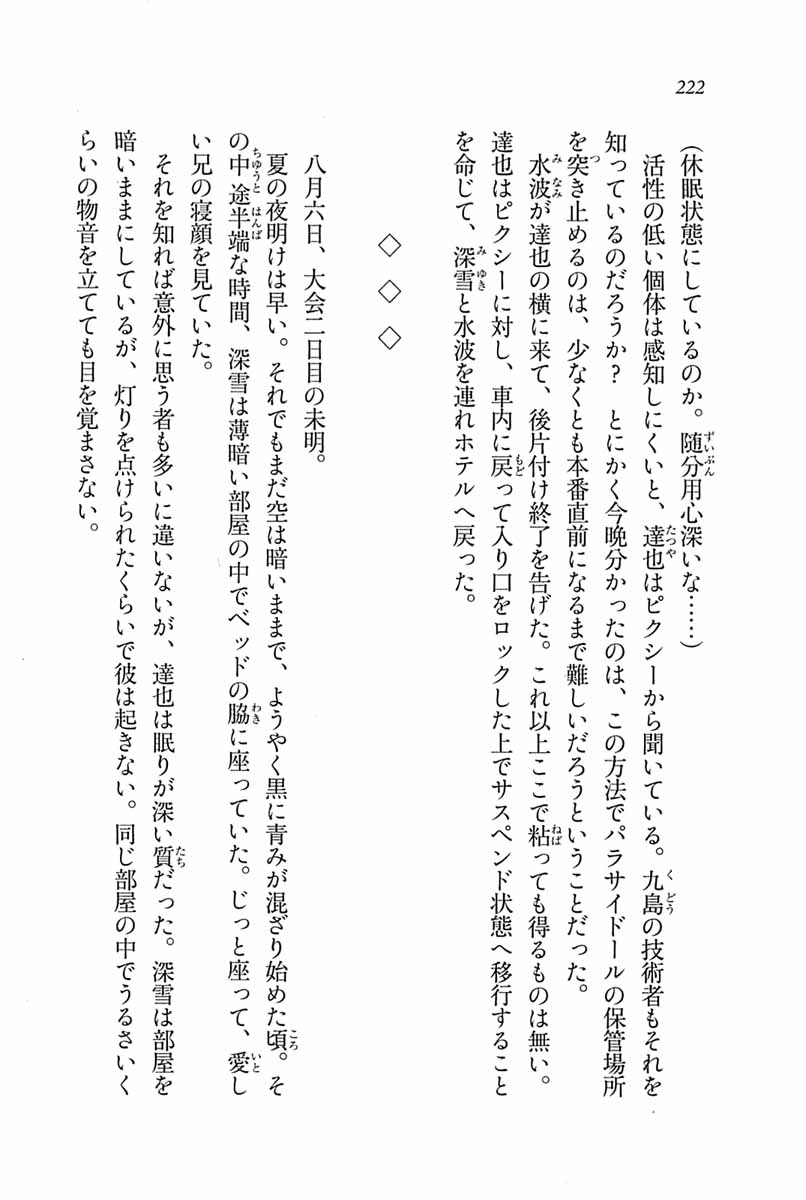 222
（休眠状態にしているのか。随分用心深いな……）
　活性の低い個体は感知しにくいと、達也はピクシーから聞いている。九島の技術者もそれを
知っているのだろうか？　とにかく今晩分かったのは、この方法でパラサイドールの保管場所
を突き止めるのは、少なくとも本番直前になるまで難しいだろうということだった。
　水波が達也の横に来て、後片付け終了を告げた。これ以上ここで粘っても得るものは無い。
達也はピクシーに対し、車内に戻って入り口をロックした上でサスペンド状態へ移行すること
を命じて、深雪と水波を連れホテルへ戻った。
◇　◇　◇
　八月六日、大会二日目の未明。
　夏の夜明けは早い。それでもまだ空は暗いままで、ようやく黒に青みが混ざり始めた頃。そ
の中途半端な時間、深雪は薄暗い部屋の中でベッドの脇に座っていた。じっと座って、愛し
い兄の寝顔を見ていた。
　それを知れば意外に思う者も多いに違いないが、達也は眠りが深い質だった。深雪は部屋を
暗いままにしているが、灯りを点けられたくらいで彼は起きない。同じ部屋の中でうるさいく
らいの物音を立てても目を覚まさない。